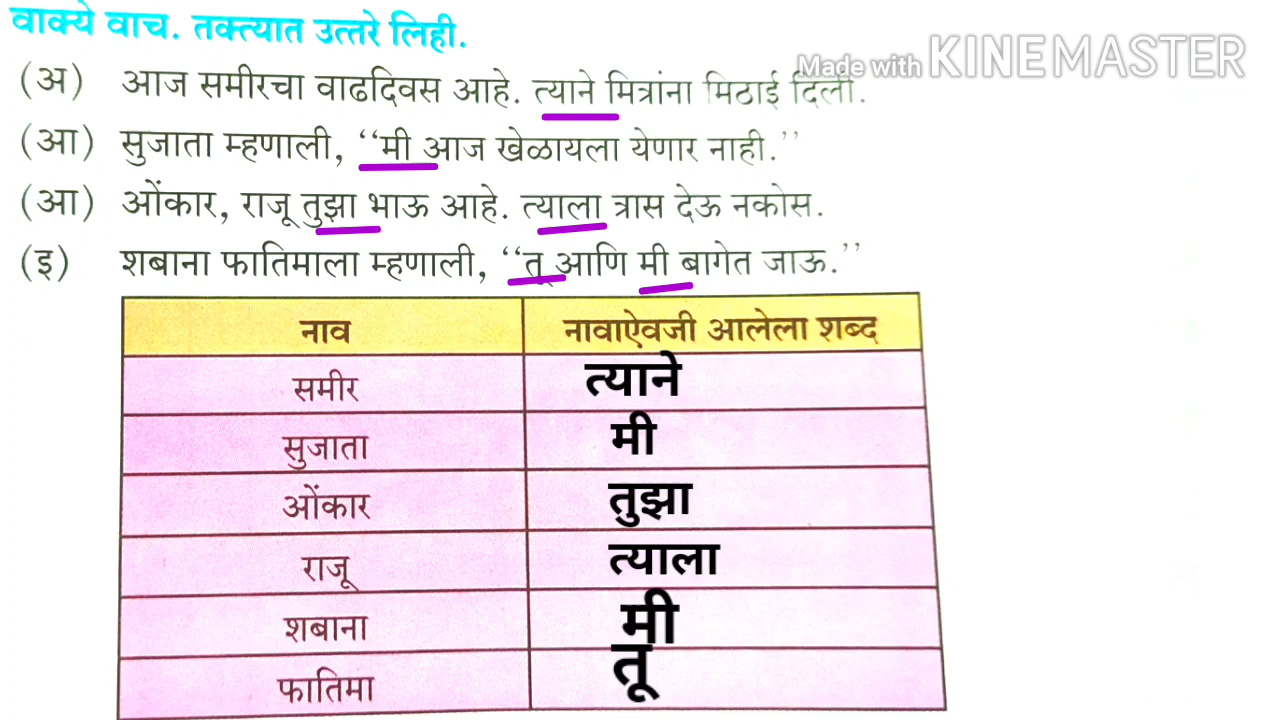 वाक्ये वाच. तक्त्यात उत्तरे लिही.
Made with KINEMASTER
(अ) आज समीरचा वाढदिवस आहे. त्याने मित्रांना मिठाई दिली.
(आ) सुजाता म्हणाली, ‘‘मी आज खेळायला येणार नाही.’’
(आ) ओंकार, राजू तुझा भाऊ आहे. त्याला त्रास देऊ नकोस.
(इ) शबाना फातिमाला म्हणाली, ‘‘तू आणि मी बागेत जाऊ.’’
नाव नावाऐवजी आलेला शब्द
समीर त्याने
सुजाता मी
ओंकार तुझा
राजू त्याला
शबाना मी
फातिमा तू